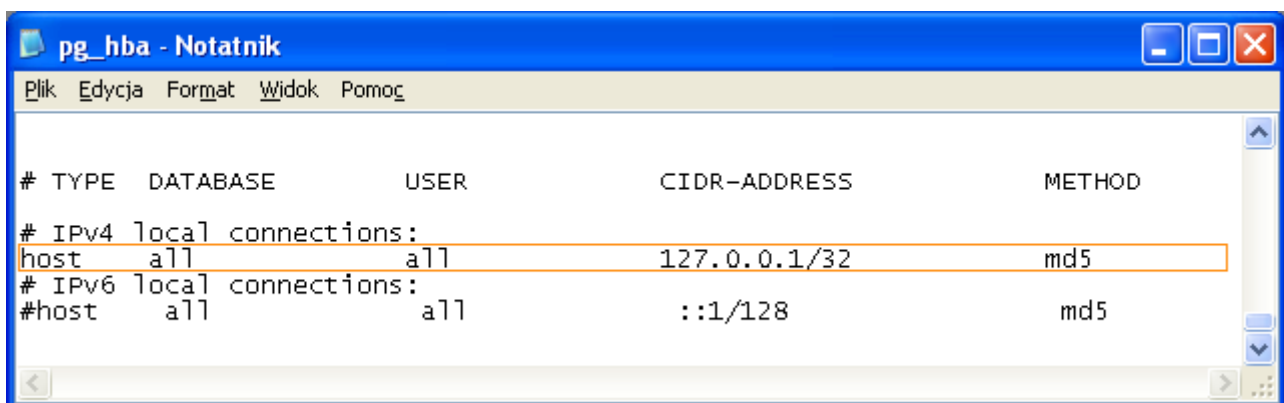 pg_hba - Notatnik
Plik Edycja Format Widok Pomoc
# TYPE DATABASE USER CIDR-ADDRESS METHOD
# IPv4 local connections:
host all all 127.0.0.1/32 md5
# IPv6 local connections:
#host all all ::1/128 md5